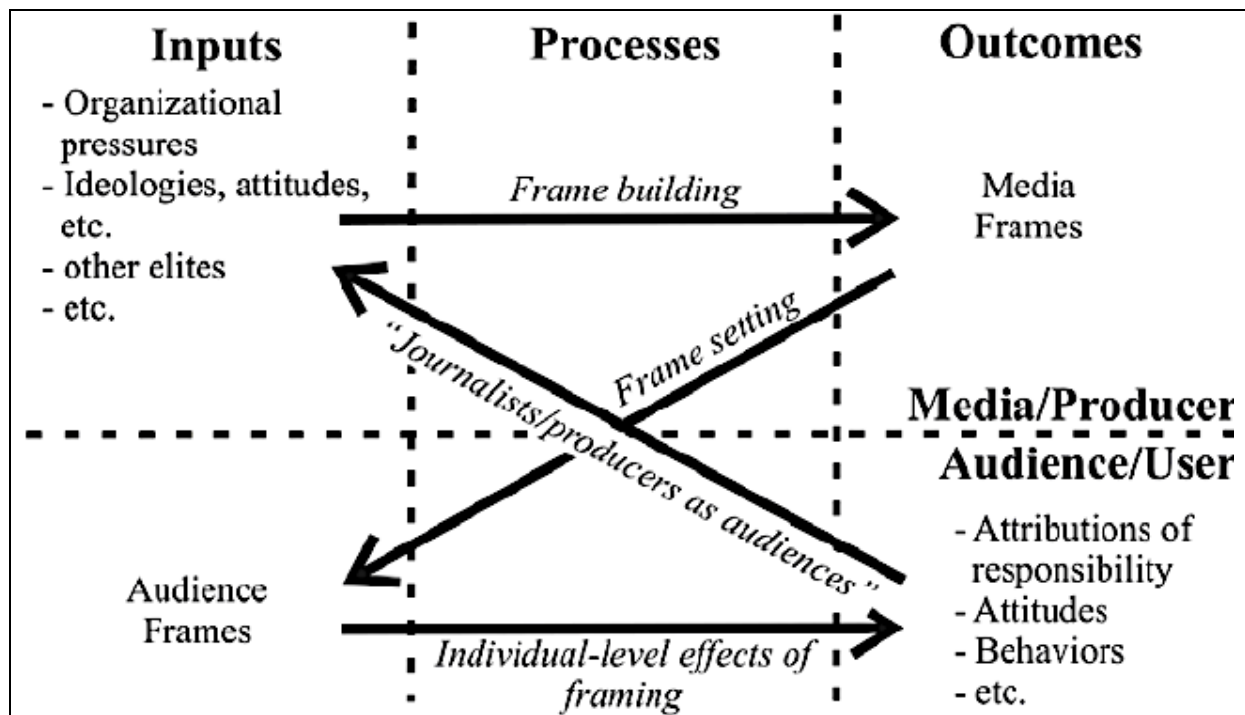 Inputs
Processes
Outcomes
- Organizational
pressures
- Ideologies, attitudes,
etc.
- other elites
- etc.
Frame building
Media
Frames
Frame setting
“Journalists/producers as audiences”
Media/Producer
Audience/User
Audience
Frames
Individual-level effects of
framing
- Attributions of
responsibility
- Attitudes
- Behaviors
- etc.